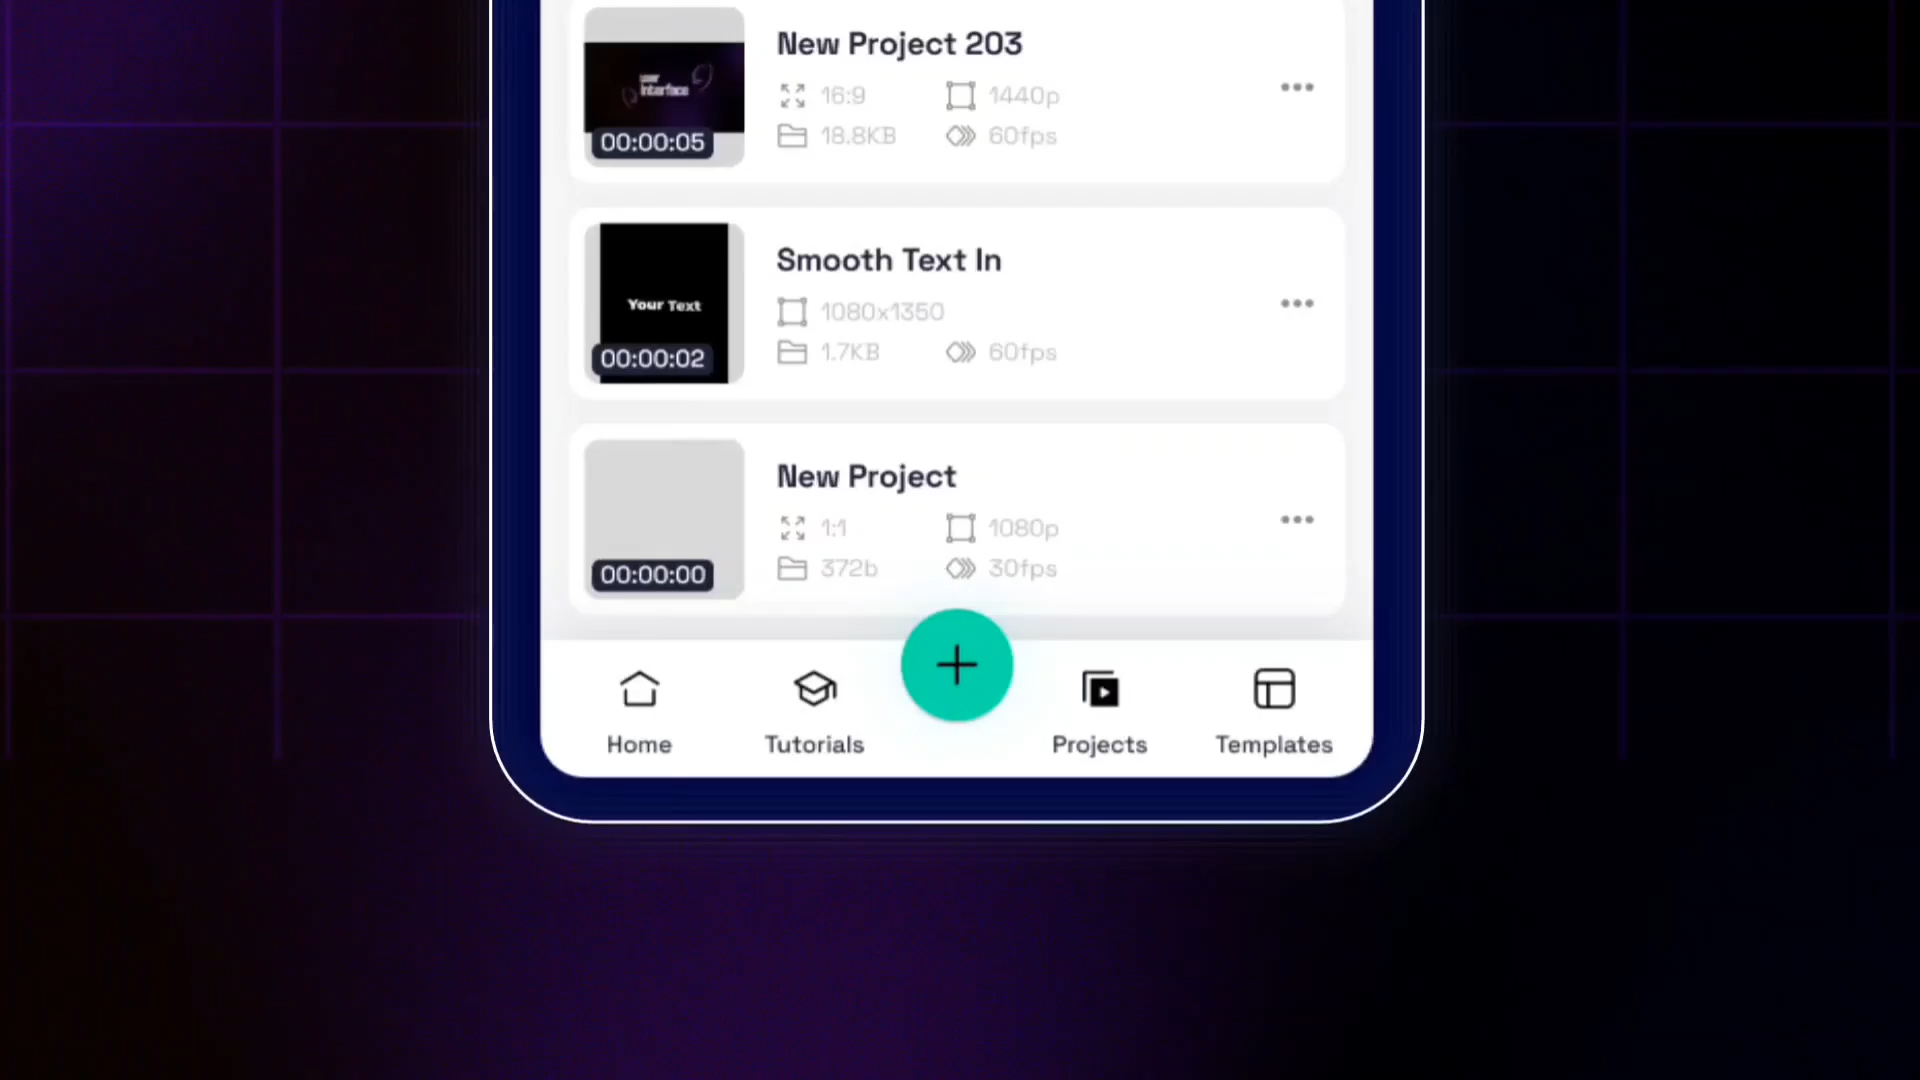 New Project 203
user
interface
16:9 1440p
18.8KB 60fps
00:00:05
Smooth Text In
Your Text
1080x1350
1.7KB 60fps
00:00:02
New Project
1:1 1080p
372b 30fps
00:00:00
Home Tutorials Projects Templates